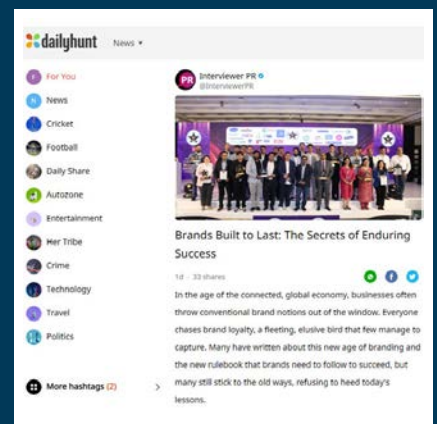 dailyhunt
News
For You
News
Cricket
Football
Daily Share
Autozone
Entertainment
Her Tribe
Crime
Technology
Travel
Politics
More hashtags (2)
PR
Interviewer PR
@InterviewerPR
Brands Built to Last: The Secrets of Enduring
Success
1d - 33 shares
In the age of the connected, global economy, businesses often
throw conventional brand notions out of the window. Everyone
chases brand loyalty, a fleeting, elusive bird that few manage to
capture. Many have written about this new age of branding and
the new rulebook that brands need to follow to succeed, but
many still stick to the old ways, refusing to heed today's
lessons.